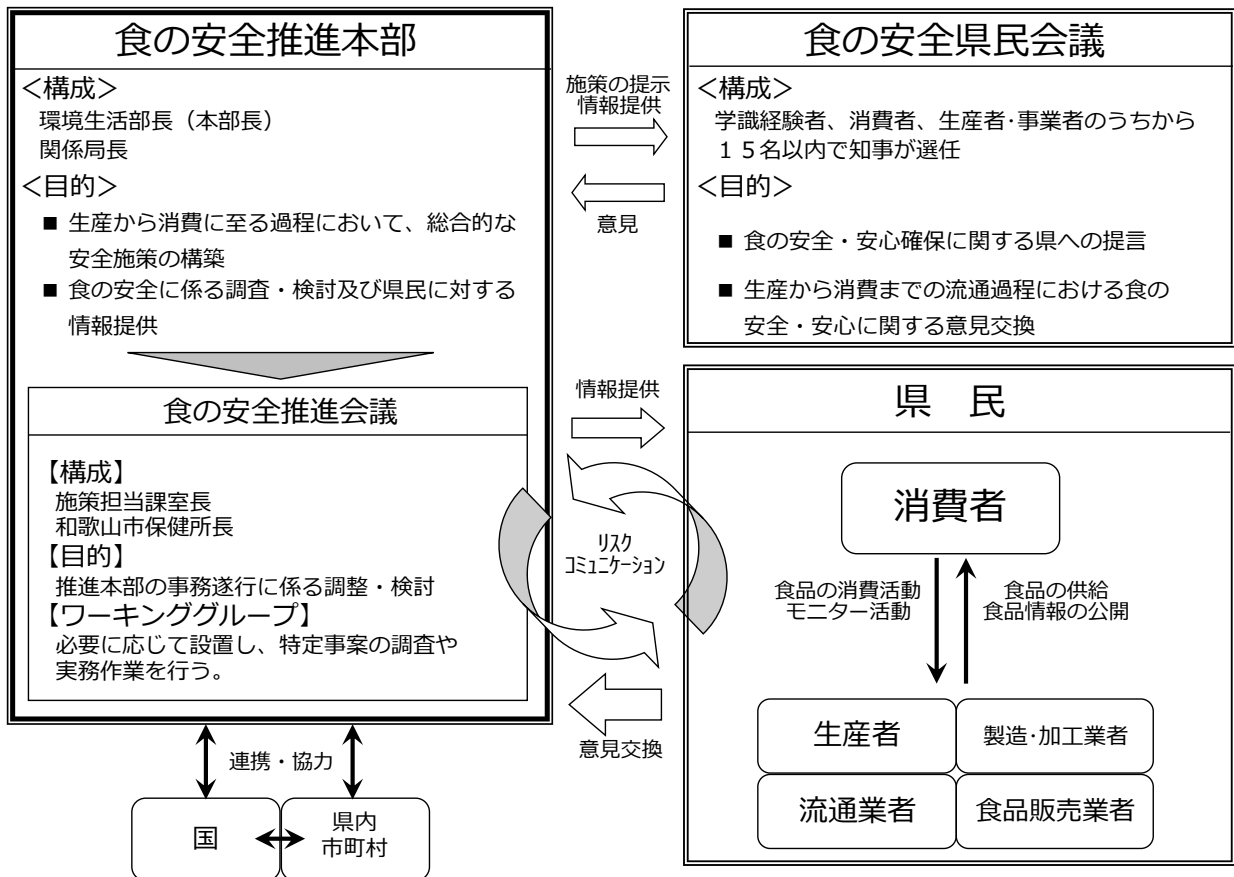 食の安全推進本部
＜構成＞
環境生活部長（本部長）
関係局長
＜目的＞
■ 生産から消費に至る過程において、総合的な
安全施策の構築
■ 食の安全に係る調査・検討及び県民に対する
情報提供
食の安全推進会議
【構成】
施策担当課室長
和歌山市保健所長
【目的】
推進本部の事務遂行に係る調整・検討
【ワーキンググループ】
必要に応じて設置し、特定事案の調査や
実務作業を行う。
連携・協力
国
県内
市町村
施策の提示
情報提供
意見
食の安全県民会議
＜構成＞
学識経験者、消費者、生産者･事業者のうちから
１５名以内で知事が選任
＜目的＞
■ 食の安全・安心確保に関する県への提言
■ 生産から消費までの流通過程における食の
安全・安心に関する意見交換
情報提供
ﾘｽｸ
ｺﾐｭﾆｹｰｼｮﾝ
意見交換
県　民
消費者
食品の消費活動
モニター活動
食品の供給
食品情報の公開
生産者
製造･加工業者
流通業者
食品販売業者